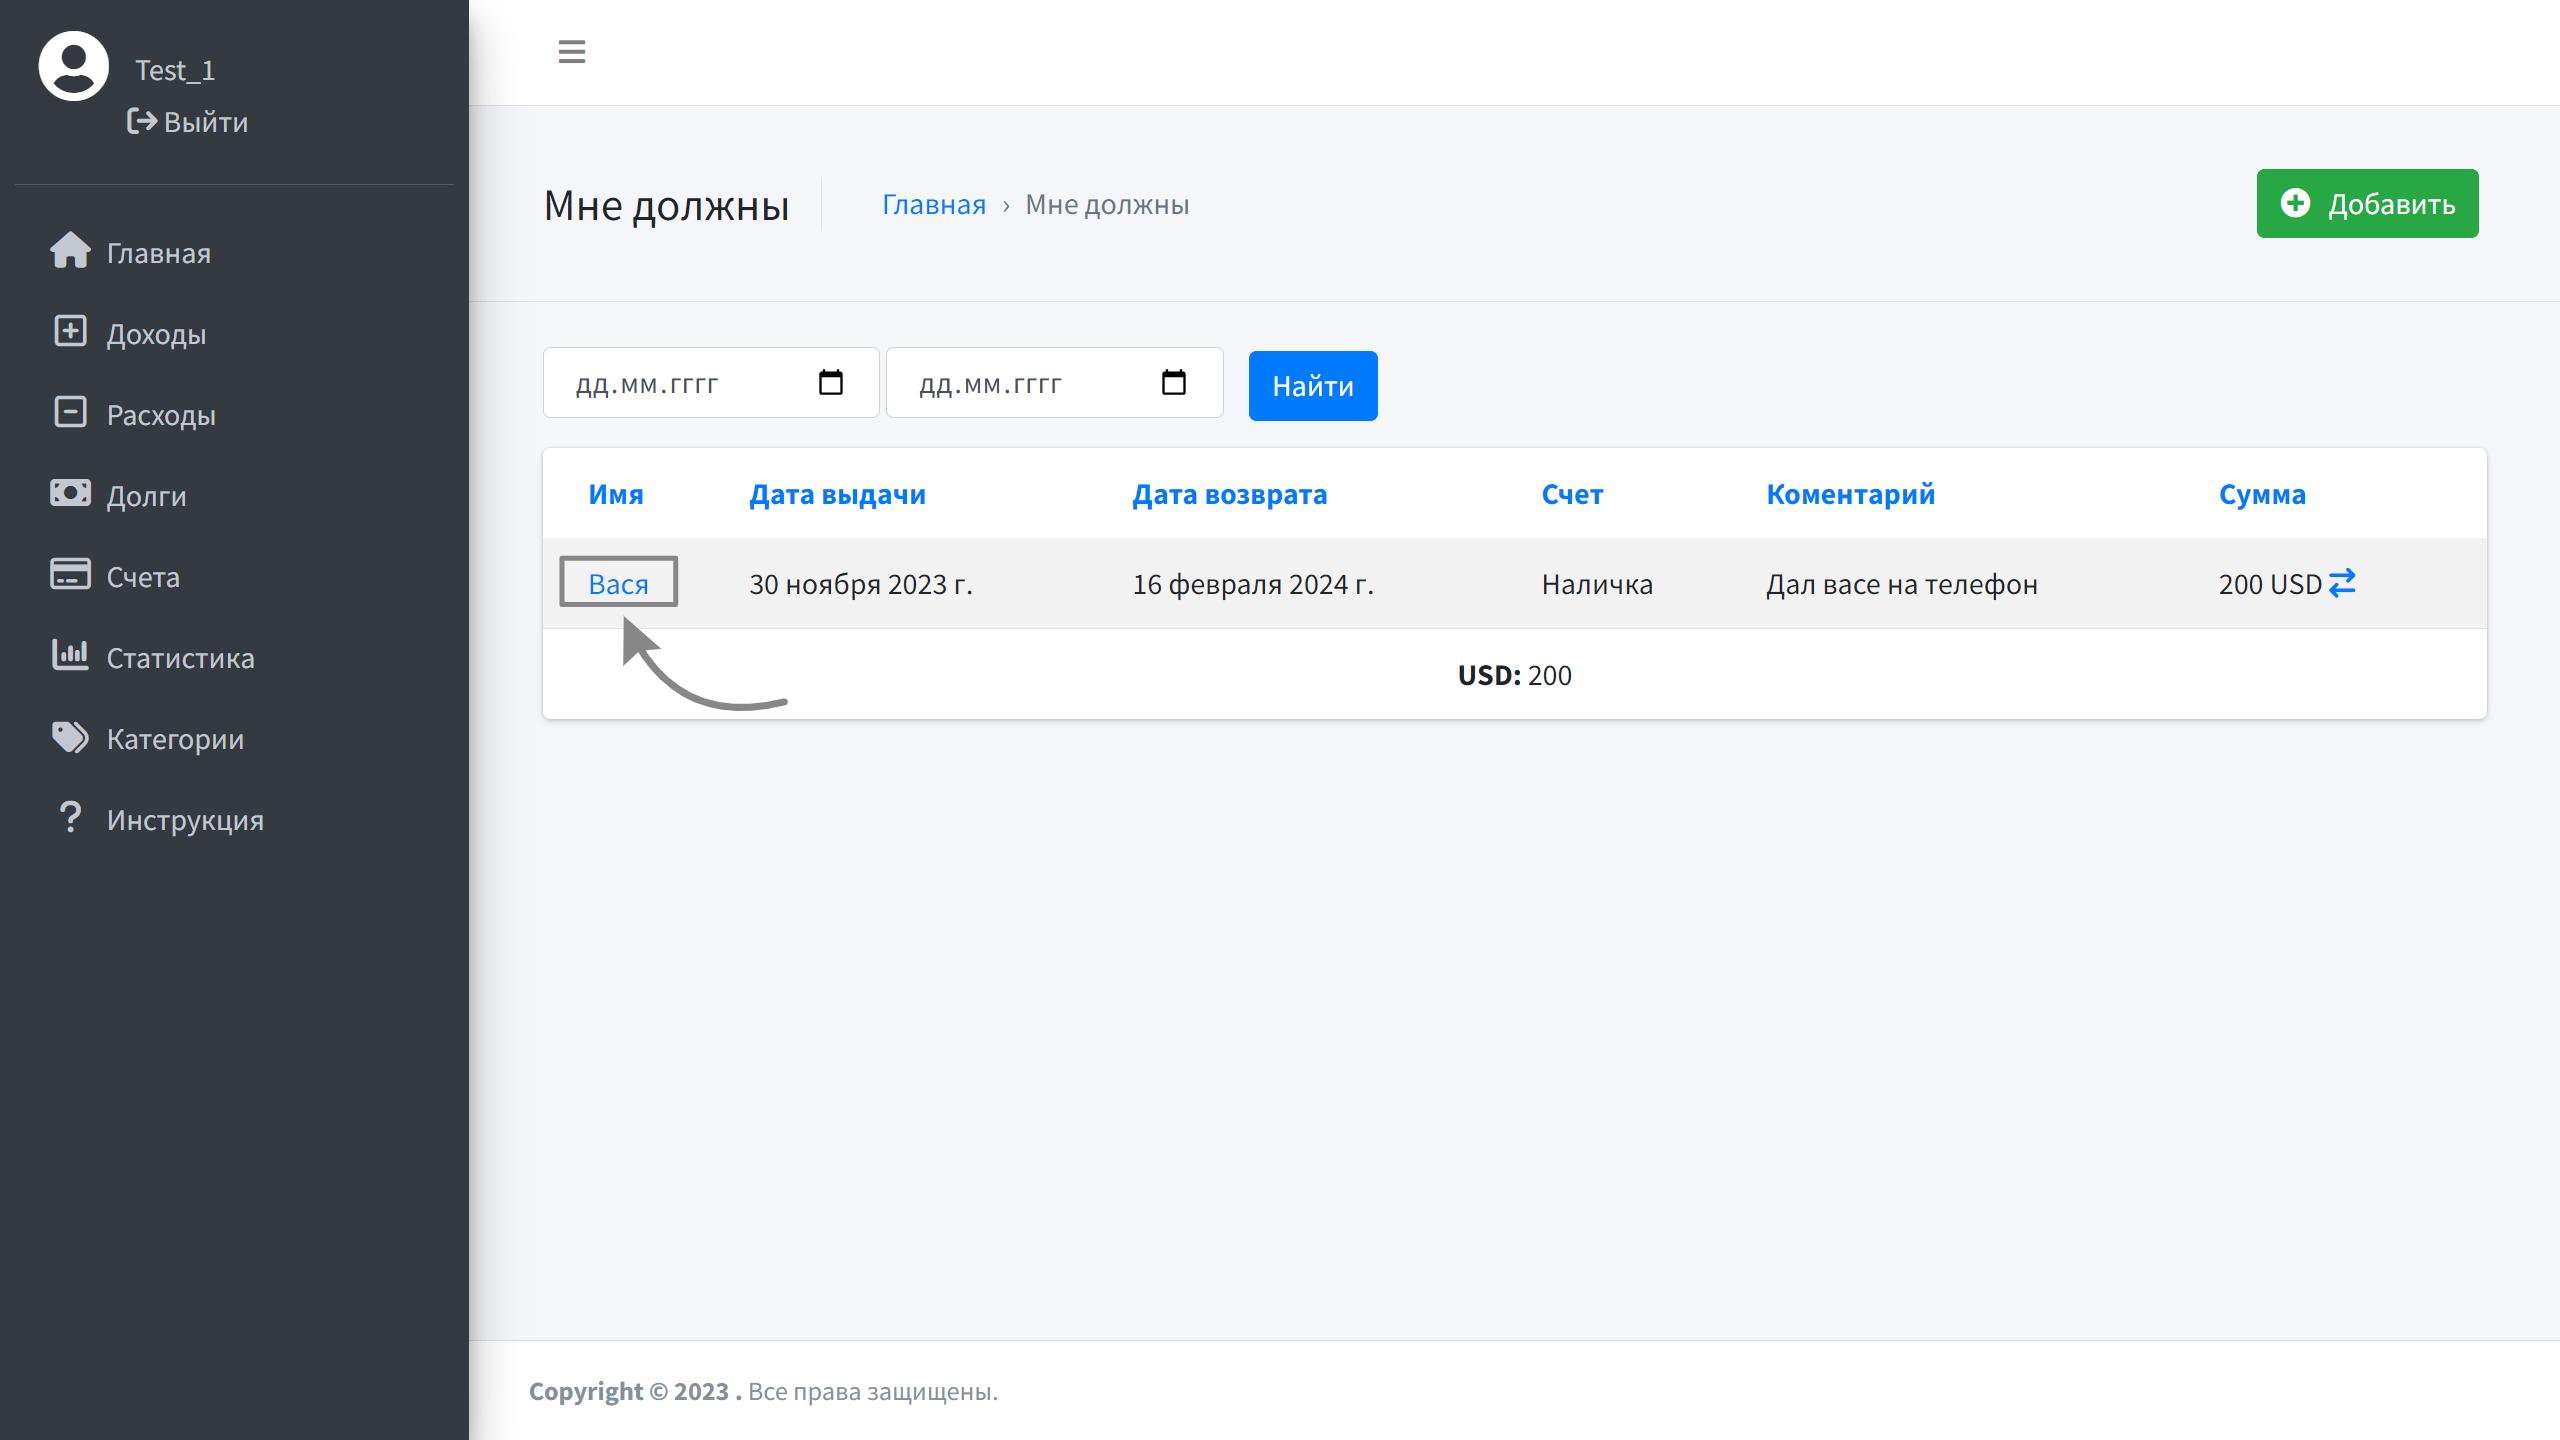 Test_1
Выйти
Главная
Доходы
Расходы
Долги
Счета
Статистика
Категории
Инструкция
Мне должны
Главная › Мне должны
Добавить
дд.мм.гггг дд.мм.гггг Найти
Имя Дата выдачи Дата возврата Счет Коментарий Сумма
Вася 30 ноября 2023 г. 16 февраля 2024 г. Наличка Дал васе на телефон 200 USD
USD: 200
Copyright © 2023 . Все права защищены.